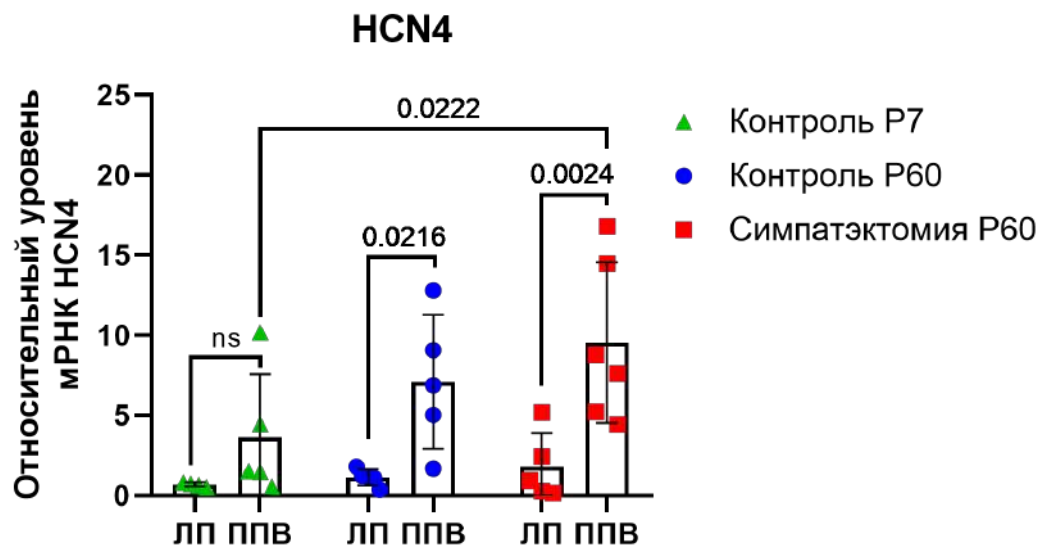 HCN4
Относительный уровень
мРНК HCN4
25
20
15
10
5
0
ns
0.0216
0.0222
0.0024
ЛП ППВ ЛП ППВ ЛП ППВ
Контроль P7
Контроль P60
Симпатэктомия P60